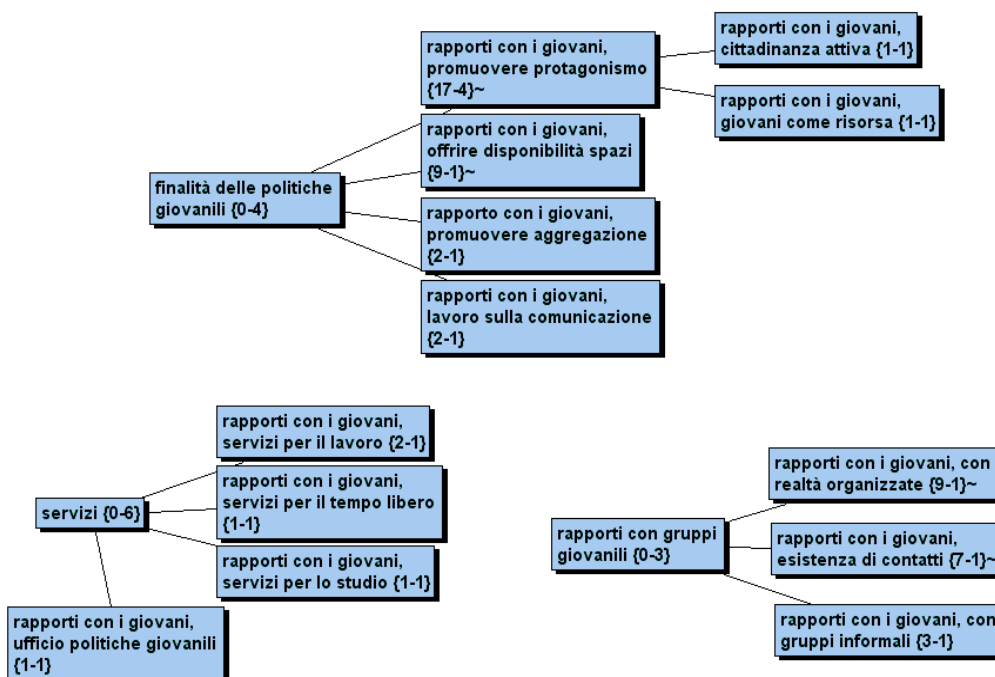 rapporti con i giovani,
promuovere protagonismo
{17-4}~
rapporti con i giovani,
cittadinanza attiva {1-1}
rapporti con i giovani,
giovani come risorsa {1-1}
rapporti con i giovani,
offrire disponibilità spazi
{9-1}~
finalità delle politiche
giovanili {0-4}
rapporto con i giovani,
promuovere aggregazione
{2-1}
rapporti con i giovani,
lavoro sulla comunicazione
{2-1}
rapporti con i giovani,
servizi per il lavoro {2-1}
rapporti con i giovani,
servizi per il tempo libero
{1-1}
servizi {0-6}
rapporti con i giovani,
servizi per lo studio {1-1}
rapporti con i giovani,
ufficio politiche giovanili
{1-1}
rapporti con i giovani, con
realtà organizzate {9-1}~
rapporti con gruppi
giovanili {0-3}
rapporti con i giovani,
esistenza di contatti {7-1}~
rapporti con i giovani, con
gruppi informali {3-1}